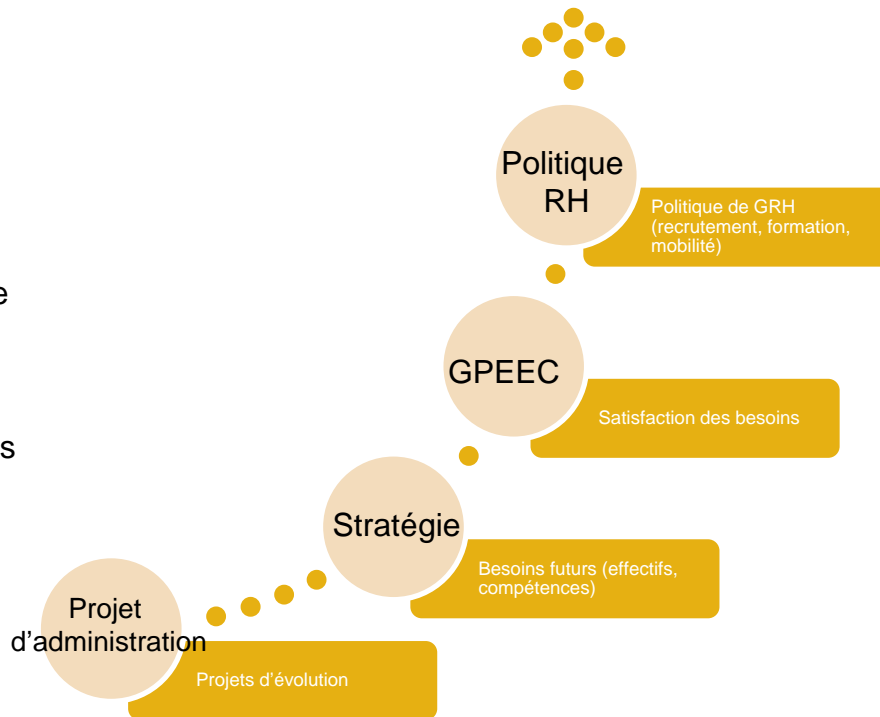 Politique
RH
Politique de GRH
(recrutement, formation,
mobilité)
e
GPEEC
Satisfaction des besoins
s
Stratégie
Besoins futurs (effectifs,
compétences)
Projet
d’administration
Projets d’évolution